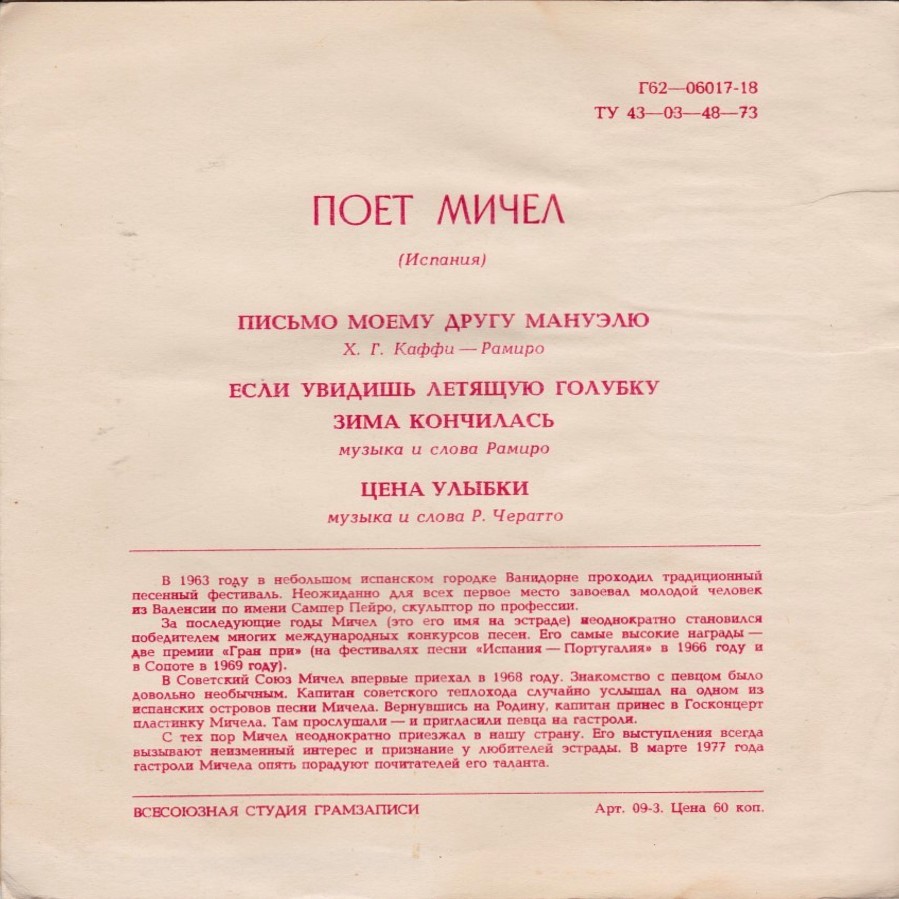 Г62—06017-18
ТУ 43—03—48—73
ПОЕТ МИЧЕЛ
(Испания)
ПИСЬМО МОЕМУ ДРУГУ МАНУЭЛЮ
Х. Г. Каффи — Рамиро
ЕСЛИ УВИДИШЬ ЛЕТЯЩУЮ ГОЛУБКУ
ЗИМА КОНЧИЛАСЬ
музыка и слова Рамиро
ЦЕНА УЛЫБКИ
музыка и слова Р. Чератто
В 1963 году в небольшом испанском городке Ванидорне проходил традиционный
песенный фестиваль. Неожиданно для всех первое место завоевал молодой человек
из Валенсии по имени Сампер Пейро, скульптор по профессии.
За последующие годы Мичел (это его имя на эстраде) неоднократно становился
победителем многих международных конкурсов песен. Его самые высокие награды —
две премии «Гран при» (на фестивалях песни «Испания — Португалия» в 1966 году и
в Сопоте в 1969 году).
В Советский Союз Мичел впервые приехал в 1968 году. Знакомство с певцом было
довольно необычным. Капитан советского теплохода случайно услышал на одном из
испанских островов песни Мичела. Вернувшись на Родину, капитан принес в Госконцерт
пластинку Мичела. Там прослушали — и пригласили певца на гастроли.
С тех пор Мичел неоднократно приезжал в нашу страну. Его выступления всегда
вызывают неизменный интерес и признание у любителей эстрады. В марте 1977 года
гастроли Мичела опять порадуют почитателей его таланта.
ВСЕСОЮЗНАЯ СТУДИЯ ГРАМЗАПИСИ
Арт. 09-3. Цена 60 коп.